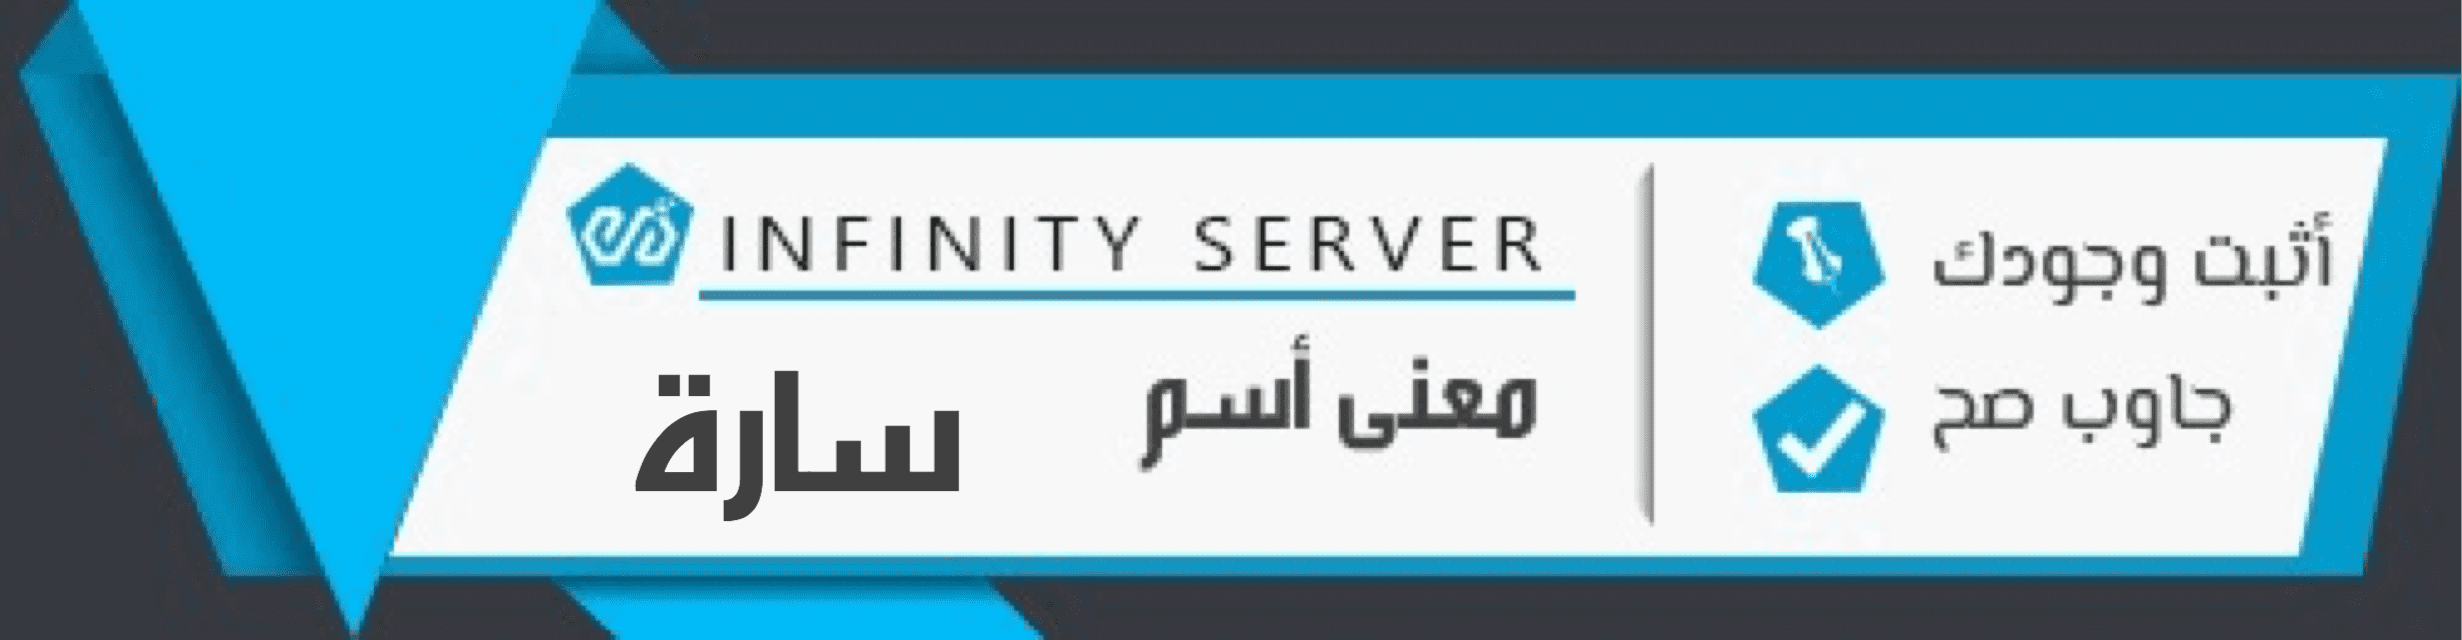 INFINITY SERVER
معنى أسم سارة
أثبت وجودك
جاوب صح